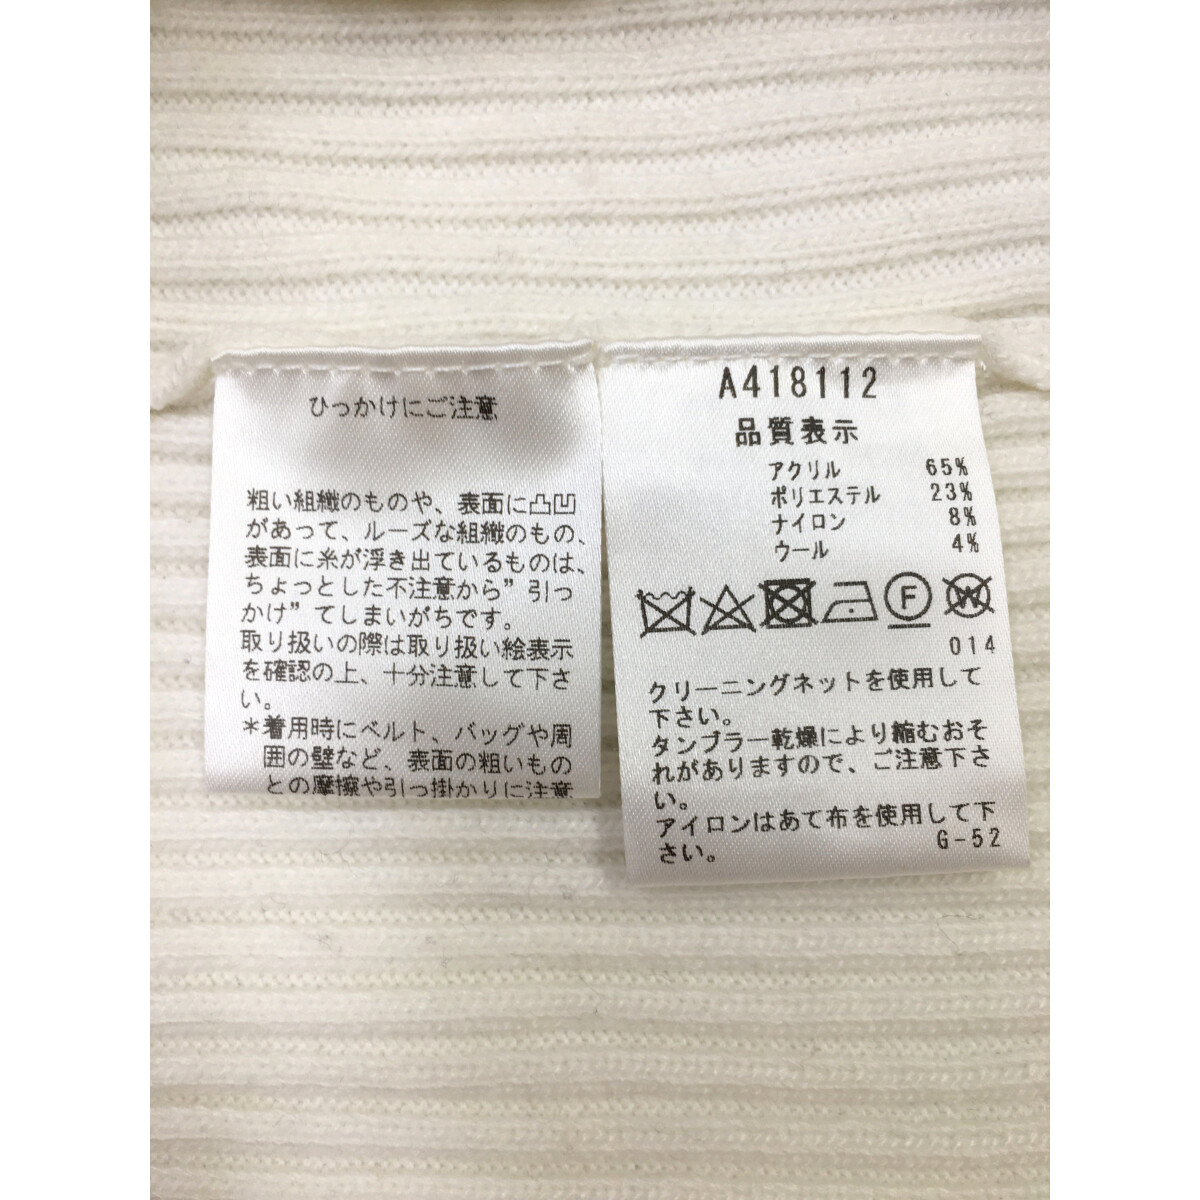 ひっかけにご注意
粗い組織のものや、表面に凸凹
があって、ルーズな組織のもの、
表面に糸が浮き出ているものは、
ちょっとした不注意から”引っ
かけ”てしまいがちです。
取り扱いの際は取り扱い絵表示
を確認の上、十分注意して下さ
い。
*着用時にベルト、バッグや周
囲の壁など、表面の粗いもの
との摩擦や引っ掛かりに注意
A418112
品質表示
アクリル 65%
ポリエステル 23%
ナイロン 8%
ウール 4%
F W
014
クリーニングネットを使用して
下さい。
タンブラー乾燥により縮むおそ
れがありますので、ご注意下さ
い。
アイロンはあて布を使用して下
さい。 G-52